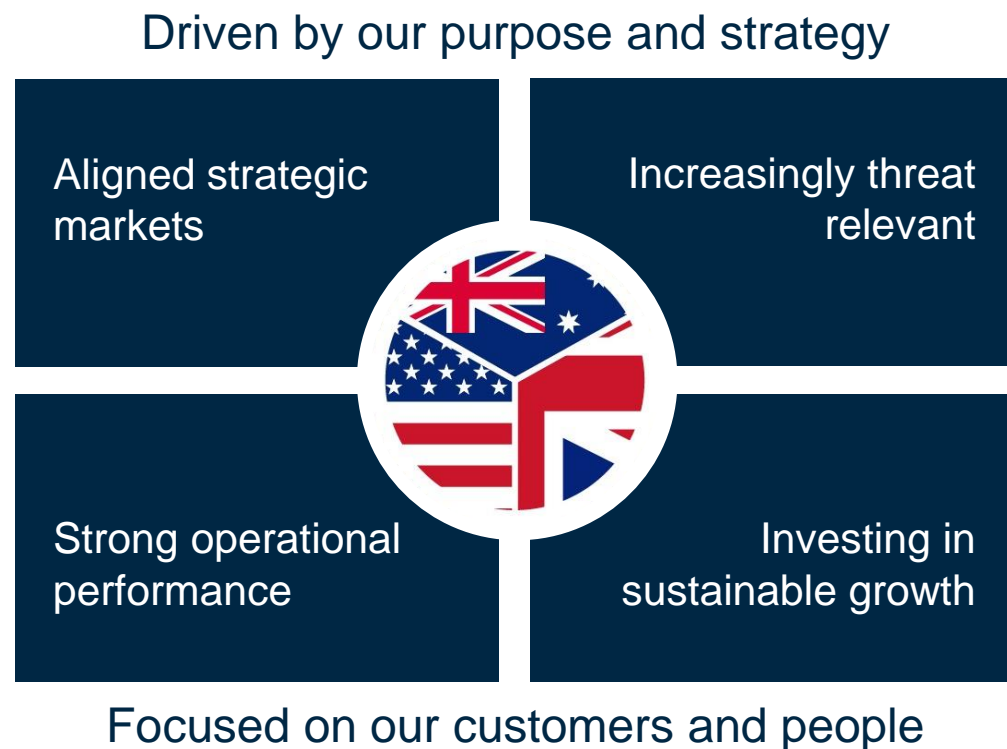 Driven by our purpose and strategy
Aligned strategic
markets
Increasingly threat
relevant
Strong operational
performance
Investing in
sustainable growth
Focused on our customers and people